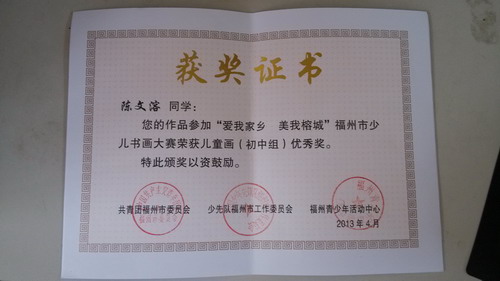 获奖证书
陈文溶 同学：
您的作品参加“爱我家乡 美我榕城”福州市少
儿书画大赛荣获儿童画（初中组）优秀奖。
特此颁奖以资鼓励。
共青团福州市委员会 少先队福州市工作委员会 福州青少年活动中心
2013年4月